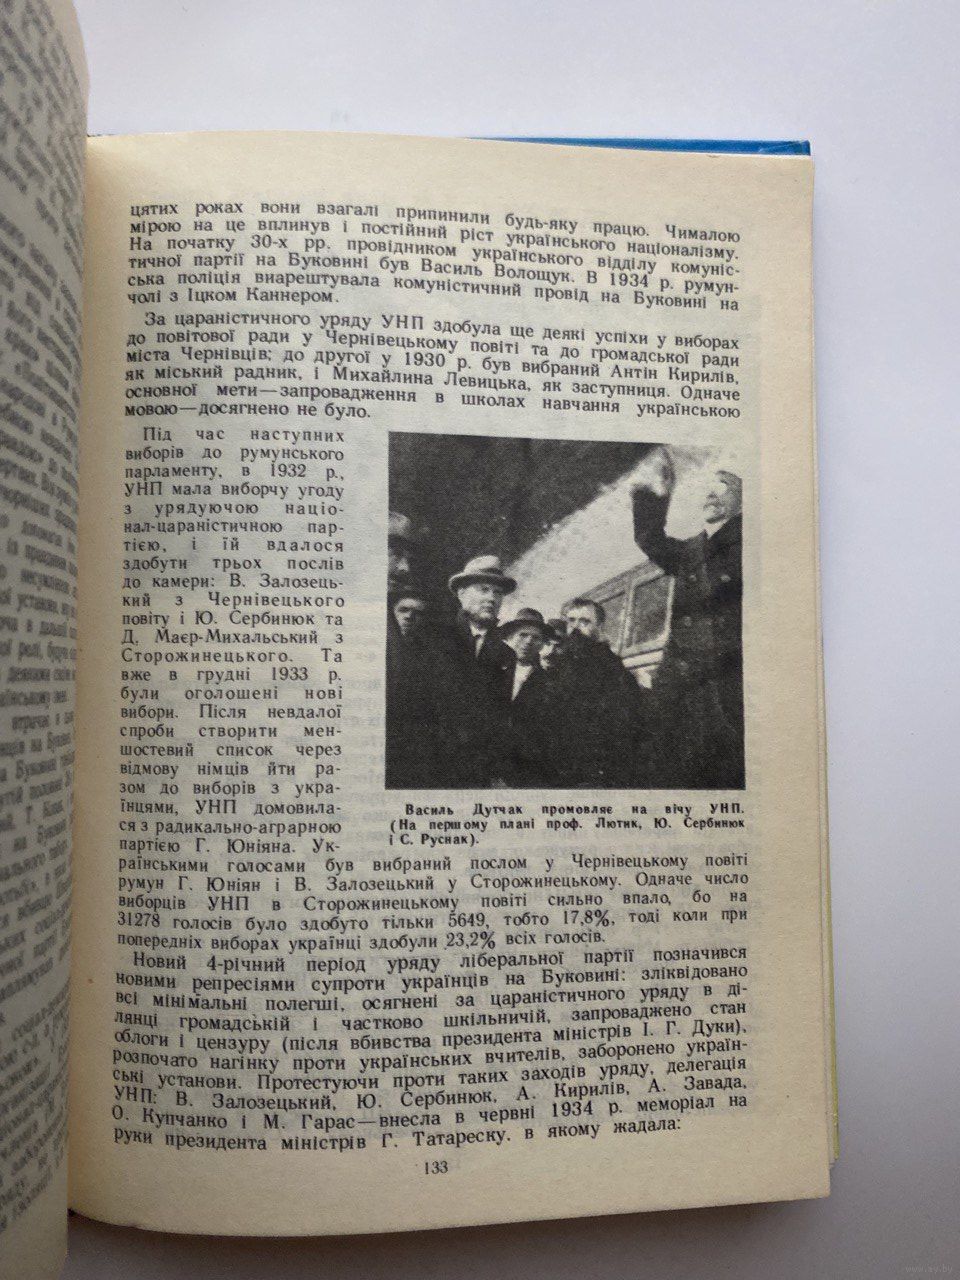 цятих роках вони взагалі припинили будь-яку працю. Чималою
мірою на це вплинув і постійний ріст українського націоналізму.
На початку 30-х рр. провідником українського відділу комуніс-
тичної партії на Буковині був Василь Волощук. В 1934 р. румун-
ська поліція виарештувала комуністичний провід на Буковині на
чолі з Іцком Каннером.
За цараністичного уряду УНП здобула ще деякі успіхи у виборах
до повітової ради у Чернівецькому повіті та до громадської ради
міста Чернівців; до другої у 1930 р. був вибраний Антін Кирилів,
як міський радник, і Михайлина Левицька, як заступниця. Одначе
основної мети—запровадження в школах навчання українською
мовою—досягнено не було.
Під час наступних
виборів до румунського
парламенту, в 1932 р.,
УНП мала виборчу угоду
з урядуючою націо-
нал-цараністичною пар-
тією, і їй вдалося
здобути трьох послів
до камери: В. Залозець-
кий з Чернівецького
повіту і Ю. Сербинюк та
Д. Маєр-Михальський з
Сторожинецького. Та
вже в грудні 1933 р.
були оголошені нові
вибори. Після невдалої
спроби створити мен-
шостевий список через
відмову німців йти ра-
зом до виборів з укра-
їнцями, УНП домовила-
ся з радикально-аграрною
партією Г. Юніяна. Ук-
Василь Дутчак промовляє на вічу УНП.
(На першому плані проф. Лютик, Ю. Сербинюк
і С. Руснак).
раїнськими голосами був вибраний послом у Чернівецькому повіті
румун Г. Юніян і В. Залозецький у Сторожинецькому. Одначе число
виборців УНП в Сторожинецькому повіті сильно впало, бо на
31278 голосів було здобуто тільки 5649, тобто 17,8%, тоді коли при
попередніх виборах українці здобули 23,2% всіх голосів.
Новий 4-річний період уряду ліберальної партії позначився
новими репресіями супроти українців на Буковині: зліквідовано
всі мінімальні полегші, осягнені за цараністичного уряду в ді-
лянці громадській і частково шкільничій, запроваджено стан
облоги і цензуру (після вбивства президента міністрів І. Г. Дуки),
розпочато нагінку проти українських вчителів, заборонено україн-
ські установи. Протестуючи проти таких заходів уряду, делегація
УНП: В. Залозецький, Ю. Сербинюк, А. Кирилів, А. Завада,
О. Купчанко і М. Гарас—внесла в червні 1934 р. меморіал на
руки президента міністрів Г. Татареску. в якому жадала:
133
www.ay.by